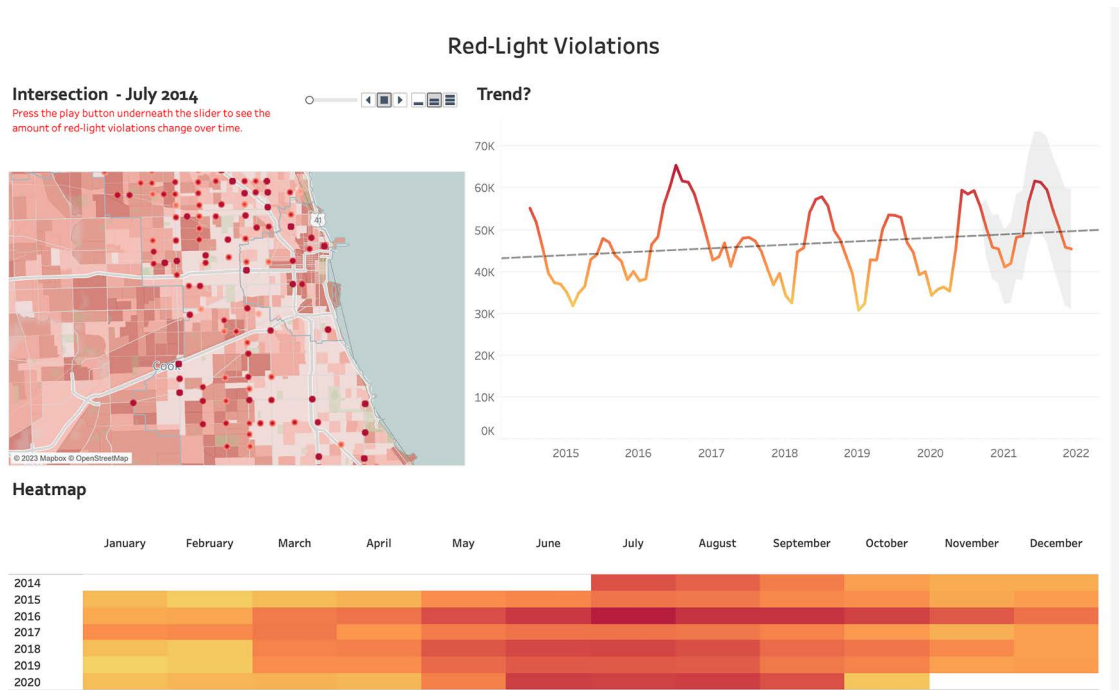 Red-Light Violations
Intersection - July 2014
Press the play button underneath the slider to see the
amount of red-light violations change over time.
41
Cook
© 2023 Mapbox © OpenStreetMap
Trend?
70K
60K
50K
40K
30K
20K
10K
0K
2015 2016 2017 2018 2019 2020 2021 2022
Heatmap
January February March April May June July August September October November December
2014
2015
2016
2017
2018
2019
2020